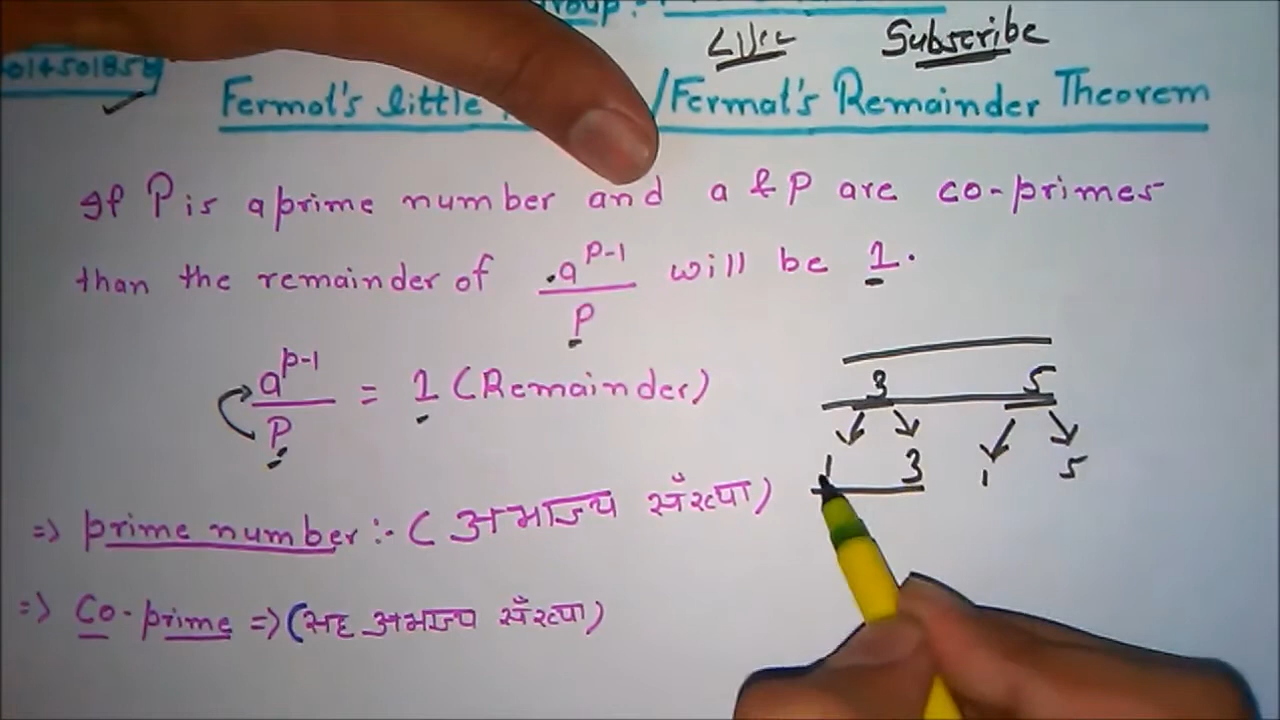 Group:
Like Subscribe
Fermat's little /Fermat's Remainder Theorem
If P is a prime number and a & P are co-primes
than the remainder of a^{P-1}/P will be 1.
a^{P-1}/P = 1 (Remainder)
3 5
1 3 1 5
=> prime number :- (अभाज्य सँख्या)
=> Co-prime => (सह अभाज्य सँख्या)